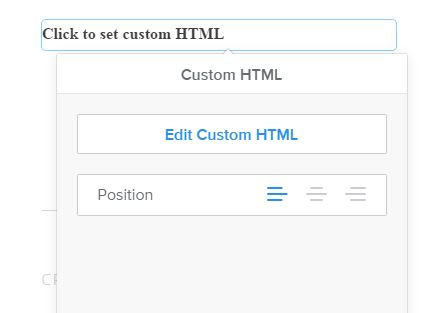 Click to set custom HTML
Custom HTML
Edit Custom HTML
Position